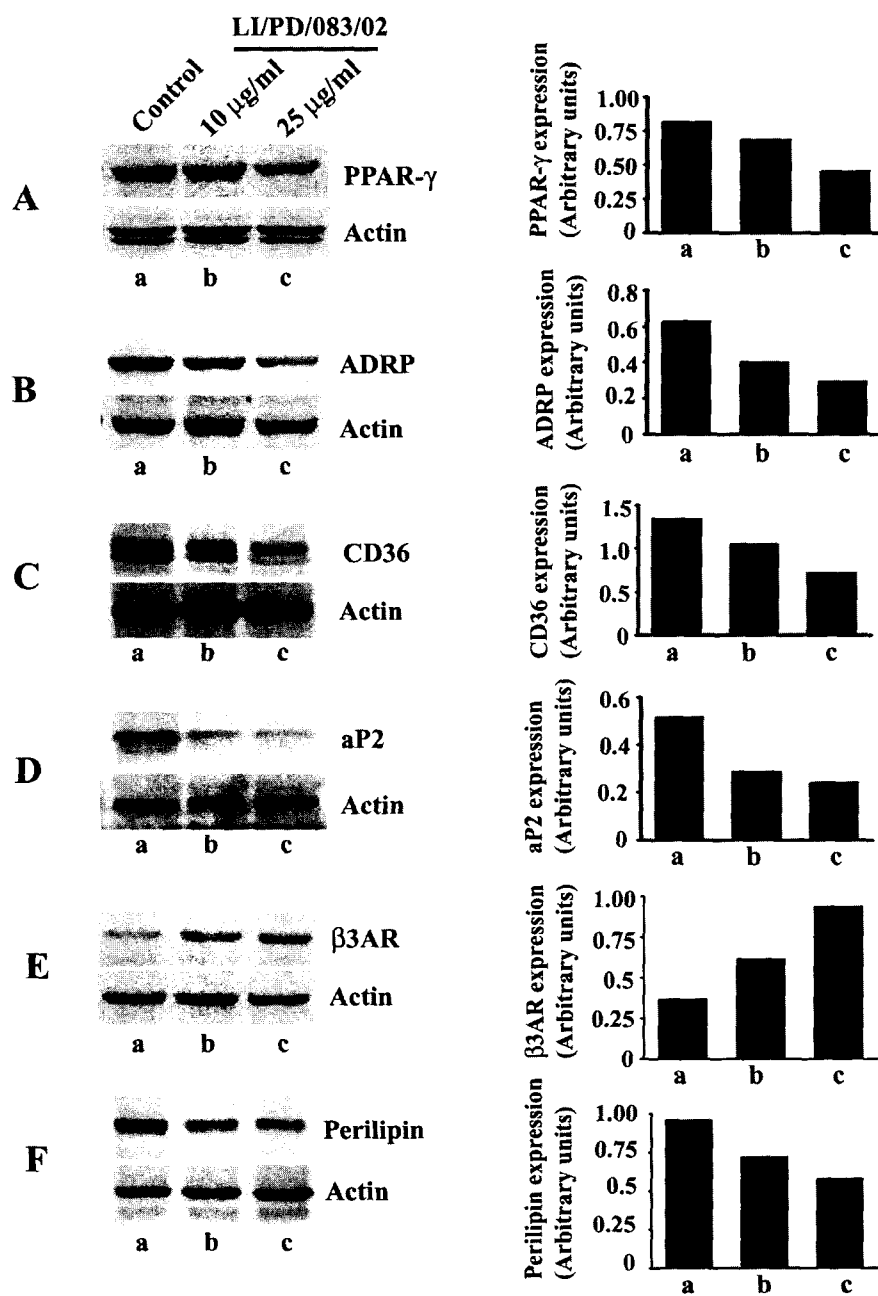 LI/PD/083/02
Control
10 µg/ml
25 µg/ml
A
PPAR-γ
Actin
a b c
PPAR-γ expression
(Arbitrary units)
1.00
0.75
0.50
0.25
0
a b c
B
ADRP
Actin
a b c
ADRP expression
(Arbitrary units)
0.8
0.6
0.4
0.2
0
a b c
C
CD36
Actin
a b c
CD36 expression
(Arbitrary units)
1.5
1.0
0.5
0
a b c
D
aP2
Actin
a b c
aP2 expression
(Arbitrary units)
0.6
0.4
0.2
0
a b c
E
β3AR
Actin
a b c
β3AR expression
(Arbitrary units)
1.00
0.75
0.5
0.25
0
a b c
F
Perilipin
Actin
a b c
Perilipin expression
(Arbitrary units)
1.00
0.75
0.5
0.25
0
a b c